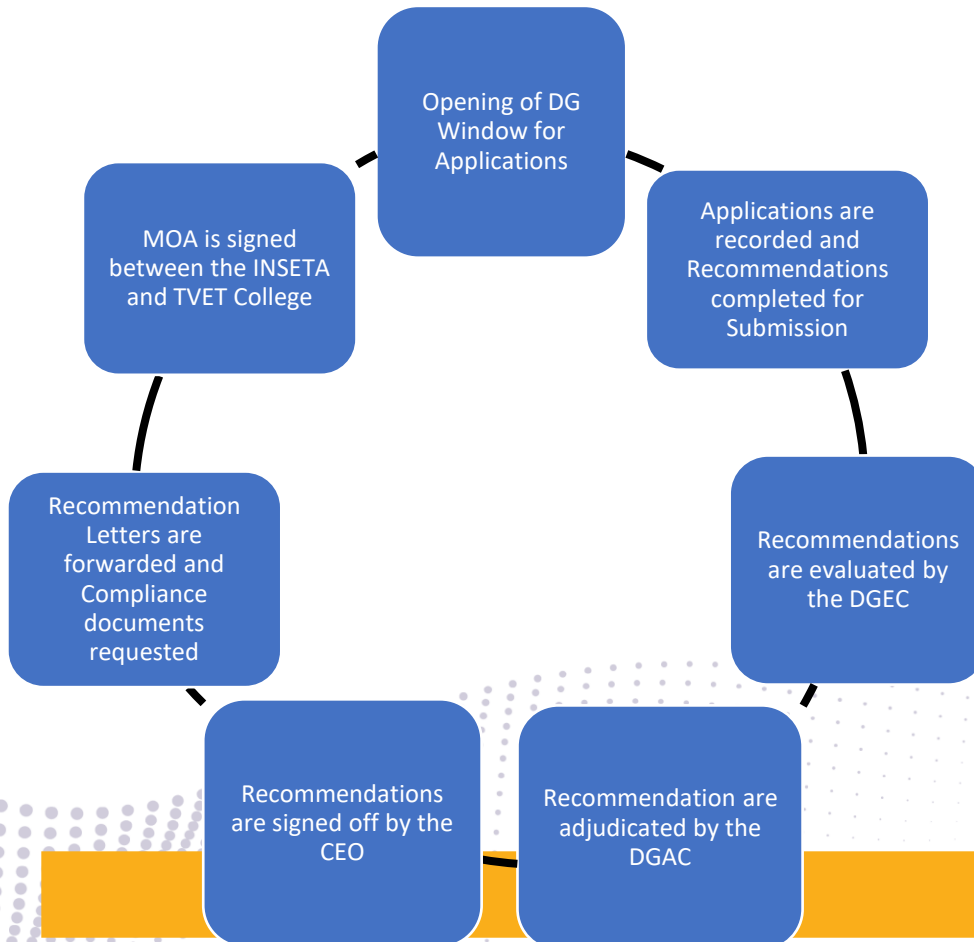 Opening of DG
Window for
Applications
Applications are
recorded and
Recommendations
completed for
Submission
Recommendations
are evaluated by
the DGEC
Recommendation are
adjudicated by the
DGAC
Recommendations
are signed off by the
CEO
Recommendation
Letters are
forwarded and
Compliance
documents
requested
MOA is signed
between the INSETA
and TVET College